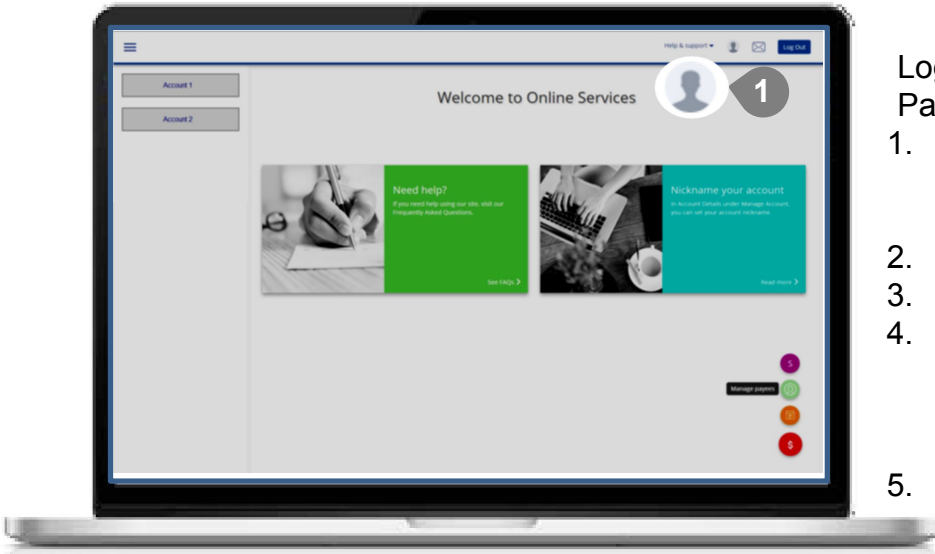 Help & support
Log Out
Account 1
Account 2
Welcome to Online Services
1
Need help?
If you need help using our site, visit our
Frequently Asked Questions.
See FAQs >
Nickname your account
in Account Details under Manage Account,
you can set your account nickname
Read more >
S
Manage payees
$
Log
Pa
1.
2.
3.
4.
5.